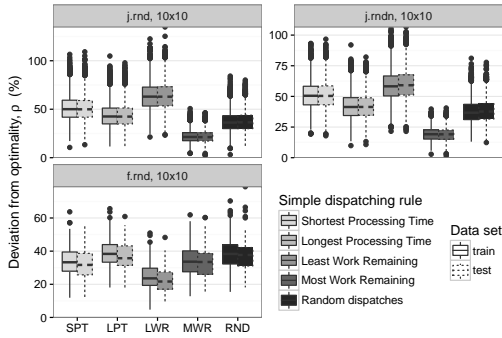 j.rnd, 10x10
j.rndn, 10x10
100
50
0
100
75
50
25
0
Deviation from optimality, ρ (%)
f.rnd, 10x10
60
40
20
0
SPT LPT LWR MWR RND
Simple dispatching rule
Shortest Processing Time
Longest Processing Time
Least Work Remaining
Most Work Remaining
Random dispatches
Data set
train
test